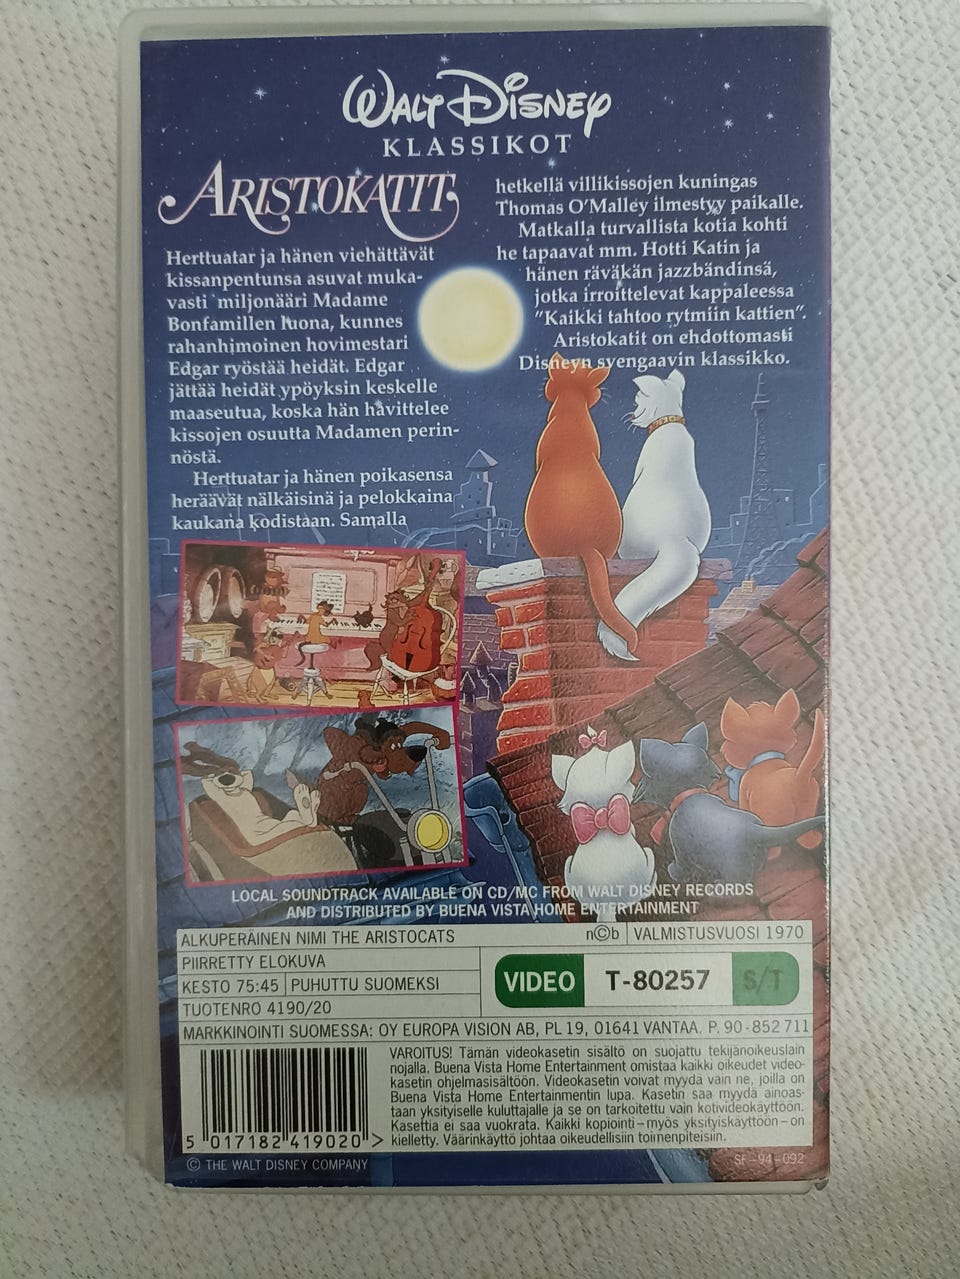 WALT DISNEY
KLASSIKOT
ARISTOKATIT
Herttuatar ja hänen viehättävät
kissanpentunsa asuvat muka-
vasti miljonääri Madame
Bonfamillen luona, kunnes
rahanhimoinen hovimestari
Edgar ryöstää heidät. Edgar
jättää heidät ypöyksin keskelle
maaseutua, koska hän havittelee
kissojen osuutta Madamen perin-
nöstä.
Herttuatar ja hänen poikasensa
heräävät nälkäisinä ja pelokkaina
kaukana kodistaan. Samalla
hetkellä villikissojen kuningas
Thomas O'Malley ilmestyy paikalle.
Matkalla turvallista kotia kohti
he tapaavat mm. Hotti Katin ja
hänen räväkän jazzbändinsä,
jotka irroittelevat kappaleessa
"Kaikki tahtoo rytmiin kattien".
Aristokatit on ehdottomasti
Disneyn svengaavin klassikko.
LOCAL SOUNDTRACK AVAILABLE ON CD/MC FROM WALT DISNEY RECORDS
AND DISTRIBUTED BY BUENA VISTA HOME ENTERTAINMENT
ALKUPERÄINEN NIMI THE ARISTOCATS
n©b VALMISTUSVUOSI 1970
PIIRRETTY ELOKUVA
KESTO 75:45 PUHUTTU SUOMEKSI
TUOTENRO 4190/20
VIDEO T-80257 S/T
MARKKINOINTI SUOMESSA: OY EUROPA VISION AB, PL 19, 01641 VANTAA. P. 90-852 711
VAROITUS! Tämän videokasetin sisältö on suojattu tekijänoikeuslain
nojalla. Buena Vista Home Entertainment omistaa kaikki oikeudet video-
kasetin ohjelmasisältöön. Videokasetin voivat myydä vain ne, joilla on
Buena Vista Home Entertainmentin lupa. Kasetin saa myydä ainoas-
taan yksityiselle kuluttajalle ja se on tarkoitettu vain kotivideokäyttöön.
Kasettia ei saa vuokrata. Kaikki kopiointi – myös yksityiskäyttöön – on
kielletty. Väärinkäyttö johtaa oikeudellisiin toimenpiteisiin.
5 017182 419020 >
© THE WALT DISNEY COMPANY
SF-94-092